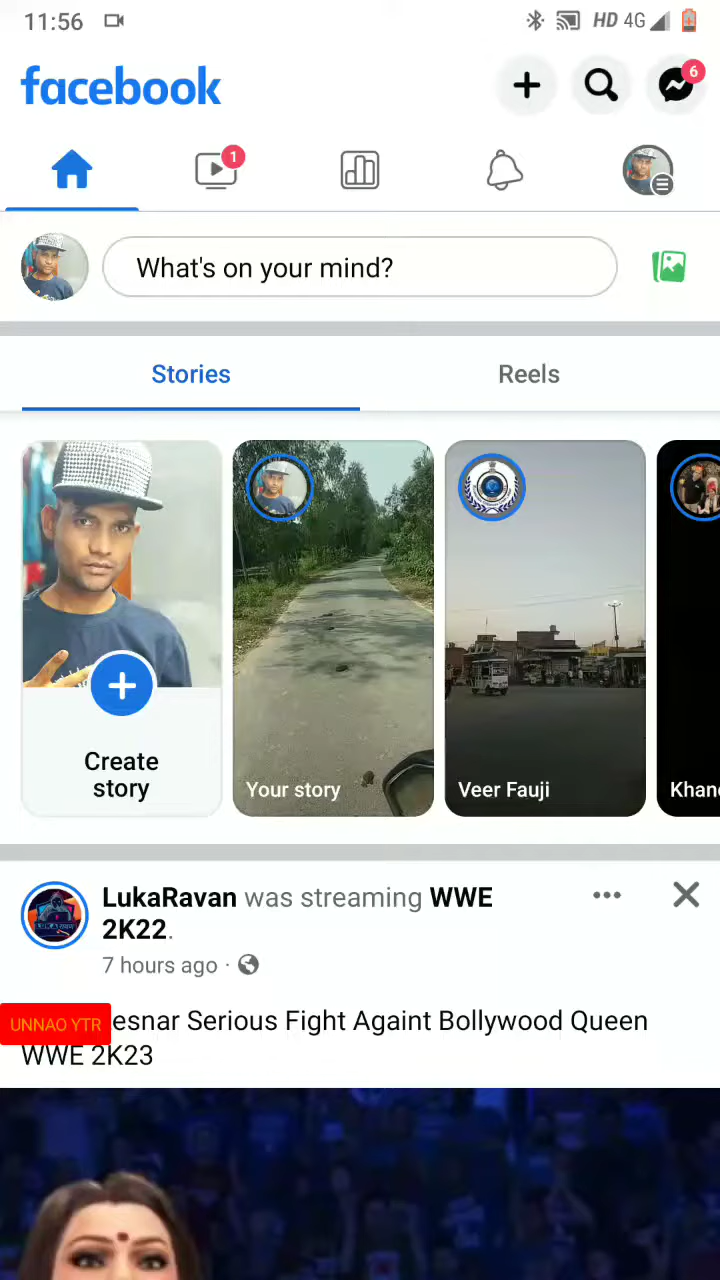 11:56
HD 4G
facebook
6
1
What's on your mind?
Stories
Reels
Create
story
Your story
Veer Fauji
Khan
LukaRavan was streaming WWE
2K22.
7 hours ago ·
UNNAO YTR
esnar Serious Fight Againt Bollywood Queen
WWE 2K23